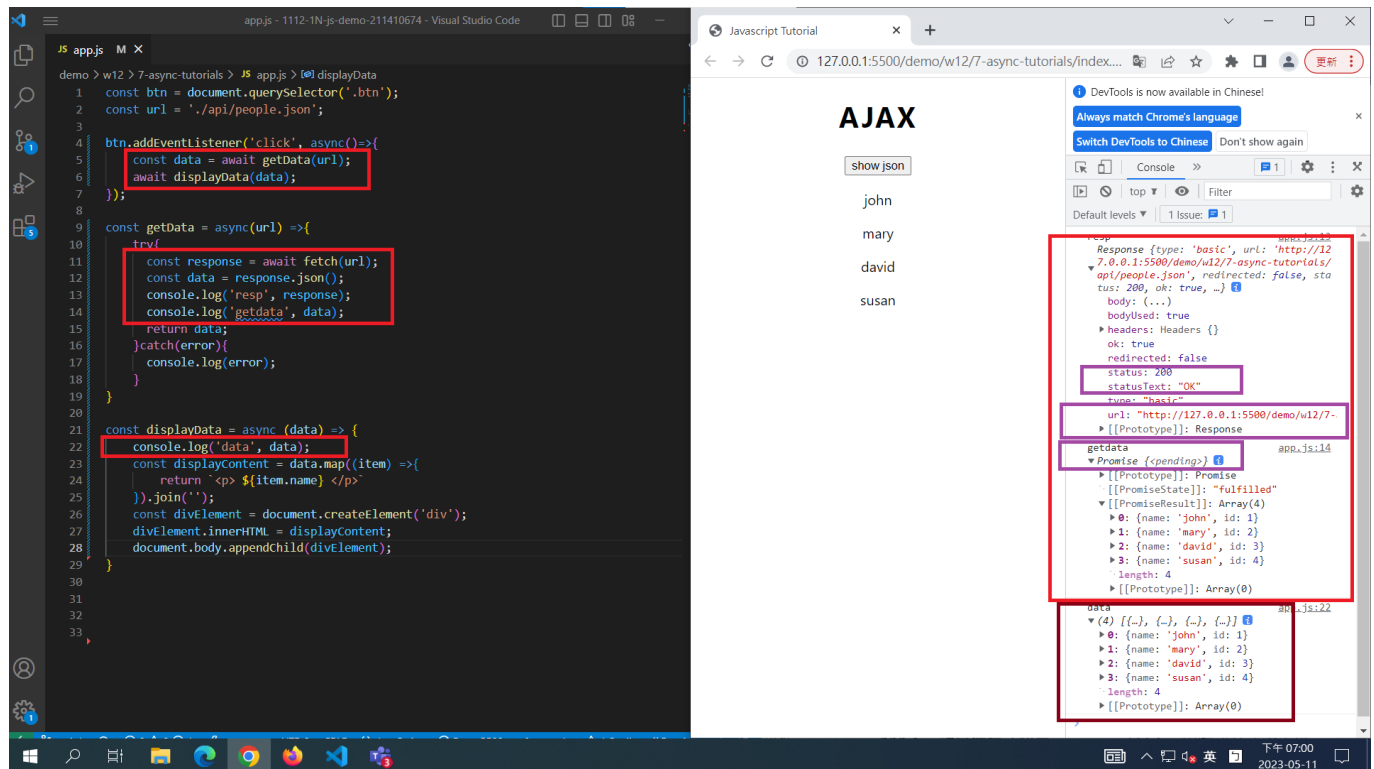 app.js - 1112-1N-js-demo-211410674 - Visual Studio Code
JS app.js M ×
demo > w12 > 7-async-tutorials > JS app.js > displayData
1 const btn = document.querySelector('.btn');
2 const url = './api/people.json';
3
4 btn.addEventListener('click', async()=>{
5 const data = await getData(url);
6 await displayData(data);
7 });
8
9 const getData = async(url) =>{
10 try{
11 const response = await fetch(url);
12 const data = response.json();
13 console.log('resp', response);
14 console.log('getdata', data);
15 return data;
16 }catch(error){
17 console.log(error);
18 }
19 }
20
21 const displayData = async (data) => {
22 console.log('data', data);
23 const displayContent = data.map((item) =>{
24 return `<p> ${item.name} </p>`
25 }).join('');
26 const divElement = document.createElement('div');
27 divElement.innerHTML = displayContent;
28 document.body.appendChild(divElement);
29 }
30
31
32
33
1
5
1
Javascript Tutorial
127.0.0.1:5500/demo/w12/7-async-tutorials/index....
更新
AJAX
show json
john
mary
david
susan
DevTools is now available in Chinese!
Always match Chrome's language
Switch DevTools to Chinese Don't show again
Console » 1
top Filter
Default levels 1 Issue: 1
resp app.js:13
Response {type: 'basic', url: 'http://12
7.0.0.1:5500/demo/w12/7-async-tutorials/
api/people.json', redirected: false, sta
tus: 200, ok: true, …}
body: (...)
bodyUsed: true
headers: Headers {}
ok: true
redirected: false
status: 200
statusText: "OK"
type: "basic"
url: "http://127.0.0.1:5500/demo/w12/7-
[[Prototype]]: Response
getdata app.js:14
Promise {<pending>}
[[Prototype]]: Promise
[[PromiseState]]: "fulfilled"
[[PromiseResult]]: Array(4)
0: {name: 'john', id: 1}
1: {name: 'mary', id: 2}
2: {name: 'david', id: 3}
3: {name: 'susan', id: 4}
length: 4
[[Prototype]]: Array(0)
data app.js:22
(4) [{…}, {…}, {…}, {…}]
0: {name: 'john', id: 1}
1: {name: 'mary', id: 2}
2: {name: 'david', id: 3}
3: {name: 'susan', id: 4}
length: 4
[[Prototype]]: Array(0)
3
英
下午 07:00
2023-05-11